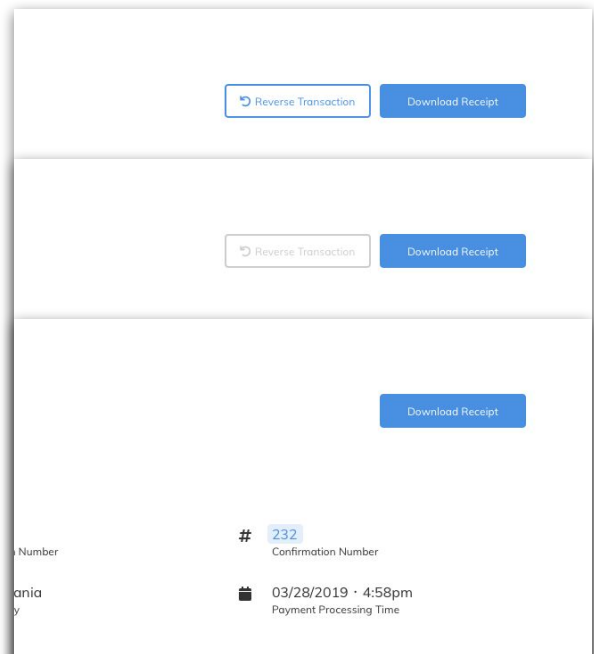 Reverse Transaction Download Receipt
Reverse Transaction Download Receipt
Download Receipt
# 232
Number Confirmation Number
ania 03/28/2019 · 4:58pm
y Payment Processing Time